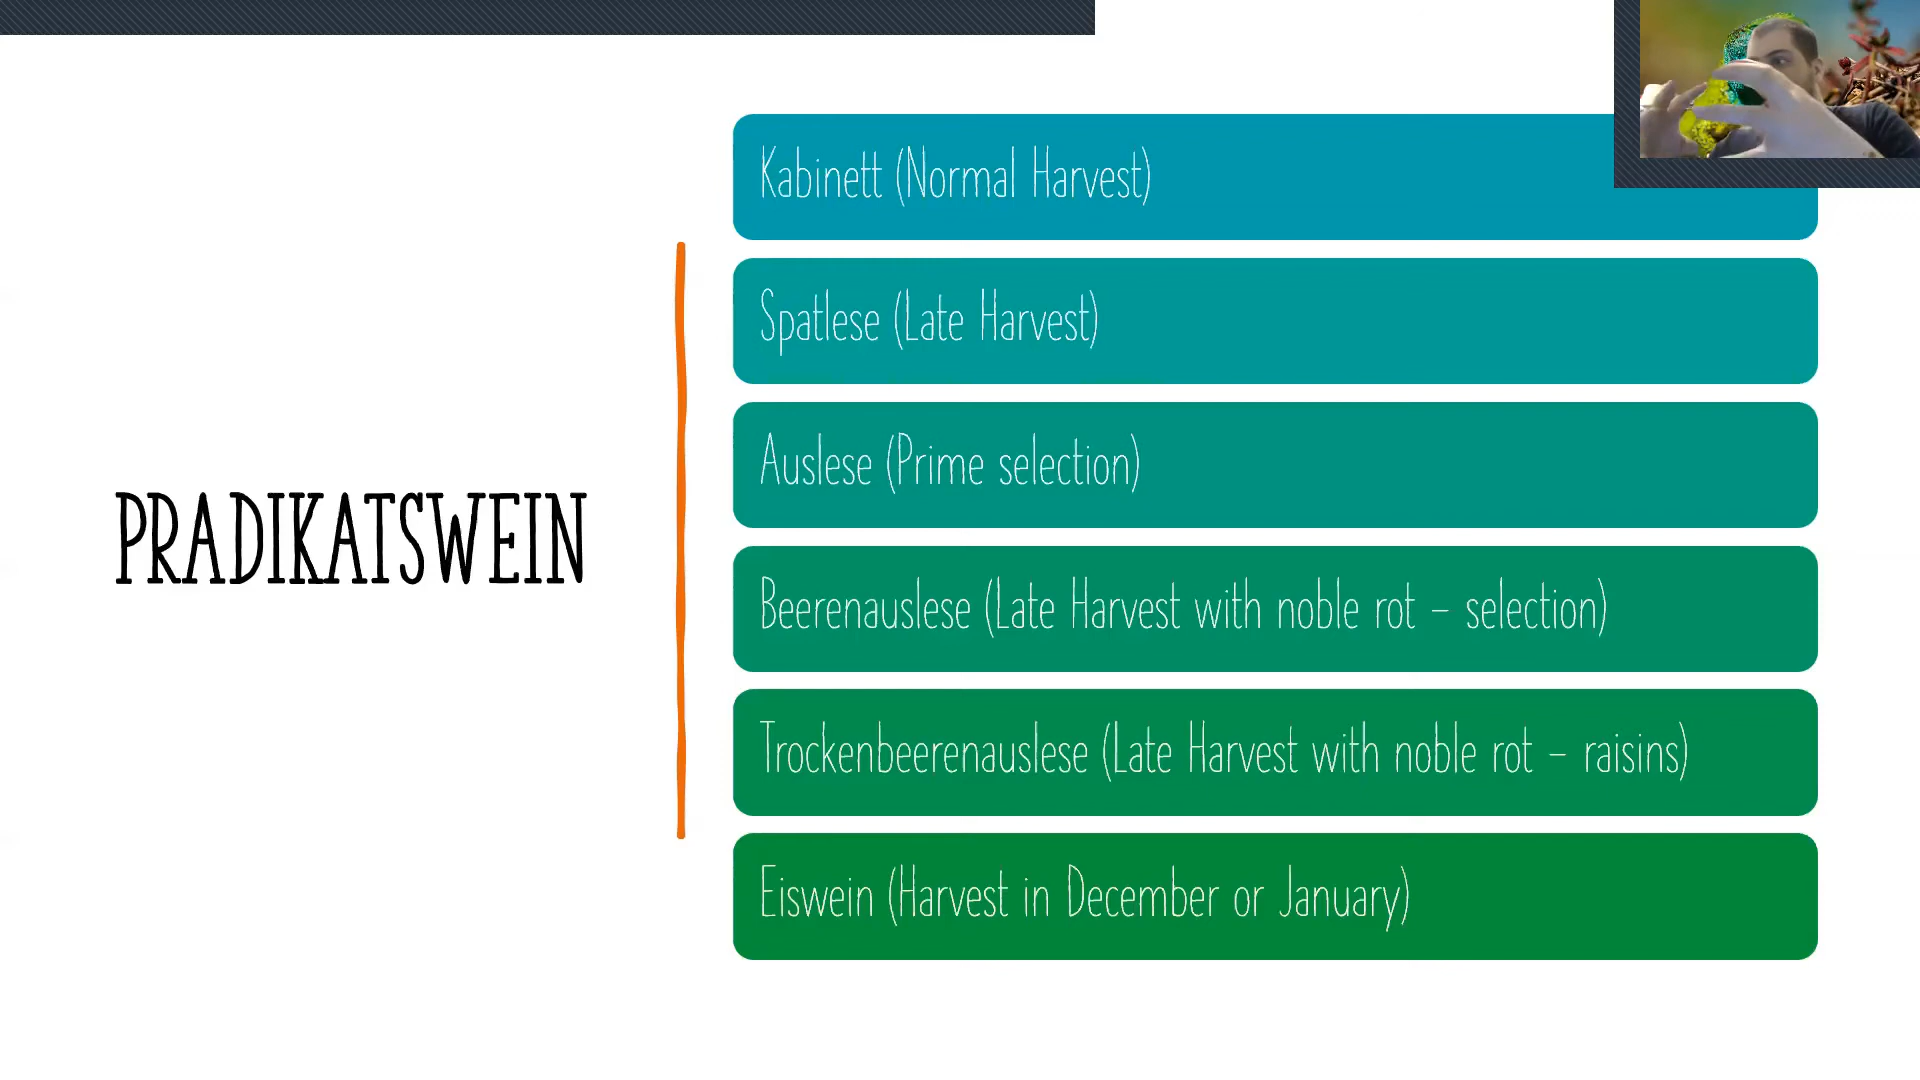 PRADIKATSWEIN
Kabinett (Normal Harvest)
Spatlese (Late Harvest)
Auslese (Prime selection)
Beerenauslese (Late Harvest with noble rot – selection)
Trockenbeerenauslese (Late Harvest with noble rot – raisins)
Eiswein (Harvest in December or January)